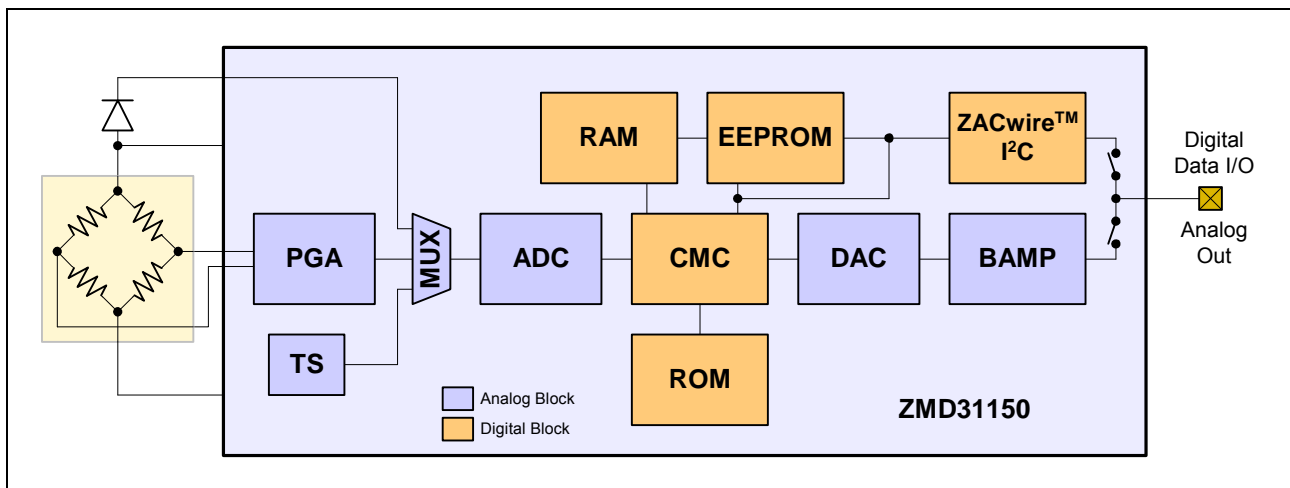 RAM
EEPROM
ZACwire™
I²C
Digital
Data I/O
Analog
Out
PGA
MUX
ADC
CMC
DAC
BAMP
TS
ROM
Analog Block
Digital Block
ZMD31150